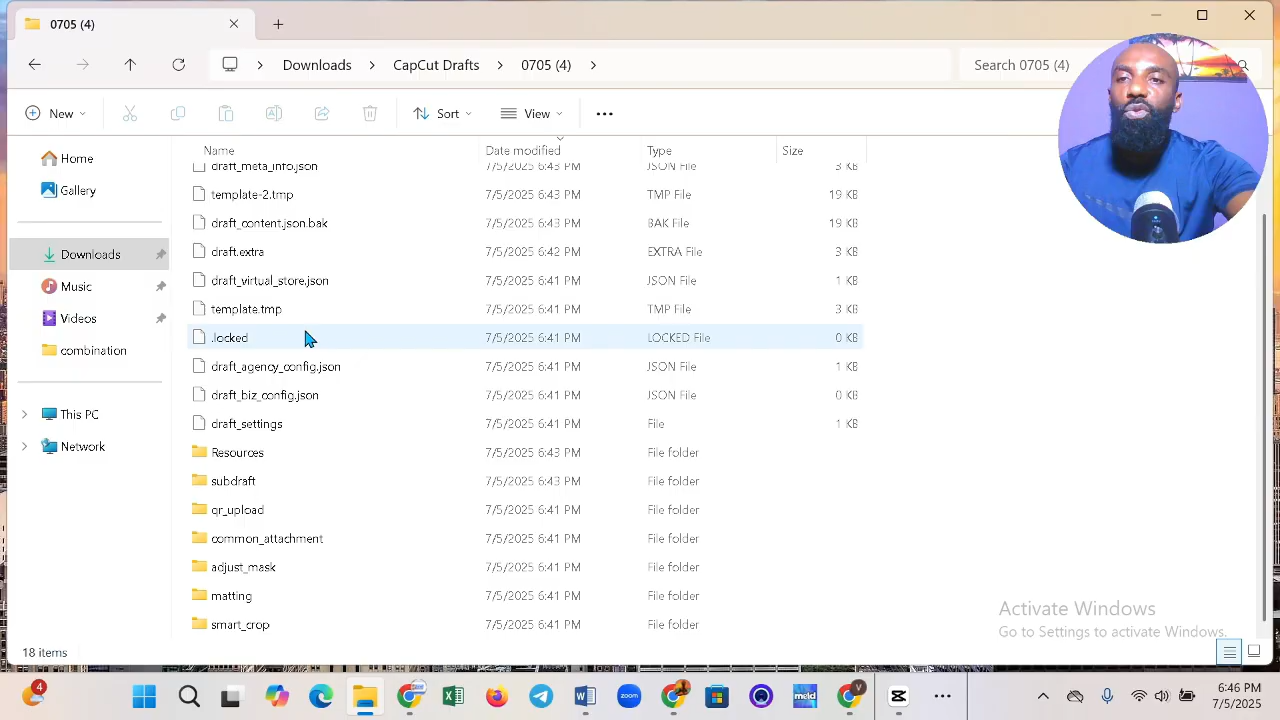 0705 (4)
Downloads > CapCut Drafts > 0705 (4) >
Search 0705 (4)
New
Sort
View
Name Date modified Type Size
draft_meta_info.json 7/5/2025 6:43 PM JSON File 3 KB
template-2.tmp 7/5/2025 6:43 PM TMP File 19 KB
draft_content.json.bak 7/5/2025 6:43 PM BAK File 19 KB
draft.extra 7/5/2025 6:42 PM EXTRA File 3 KB
draft_virtual_store.json 7/5/2025 6:41 PM JSON File 1 KB
template.tmp 7/5/2025 6:41 PM TMP File 3 KB
.locked 7/5/2025 6:41 PM LOCKED File 0 KB
draft_agency_config.json 7/5/2025 6:41 PM JSON File 1 KB
draft_biz_config.json 7/5/2025 6:41 PM JSON File 0 KB
draft_settings 7/5/2025 6:41 PM File 1 KB
Resources 7/5/2025 6:43 PM File folder
subdraft 7/5/2025 6:43 PM File folder
qr_upload 7/5/2025 6:41 PM File folder
common_attachment 7/5/2025 6:41 PM File folder
adjust_mask 7/5/2025 6:41 PM File folder
matting 7/5/2025 6:41 PM File folder
smart_crop 7/5/2025 6:41 PM File folder
Home
Gallery
Downloads
Music
Videos
combination
This PC
Network
Activate Windows
Go to Settings to activate Windows.
18 items
4
zoom
meld
V
6:46 PM
7/5/2025